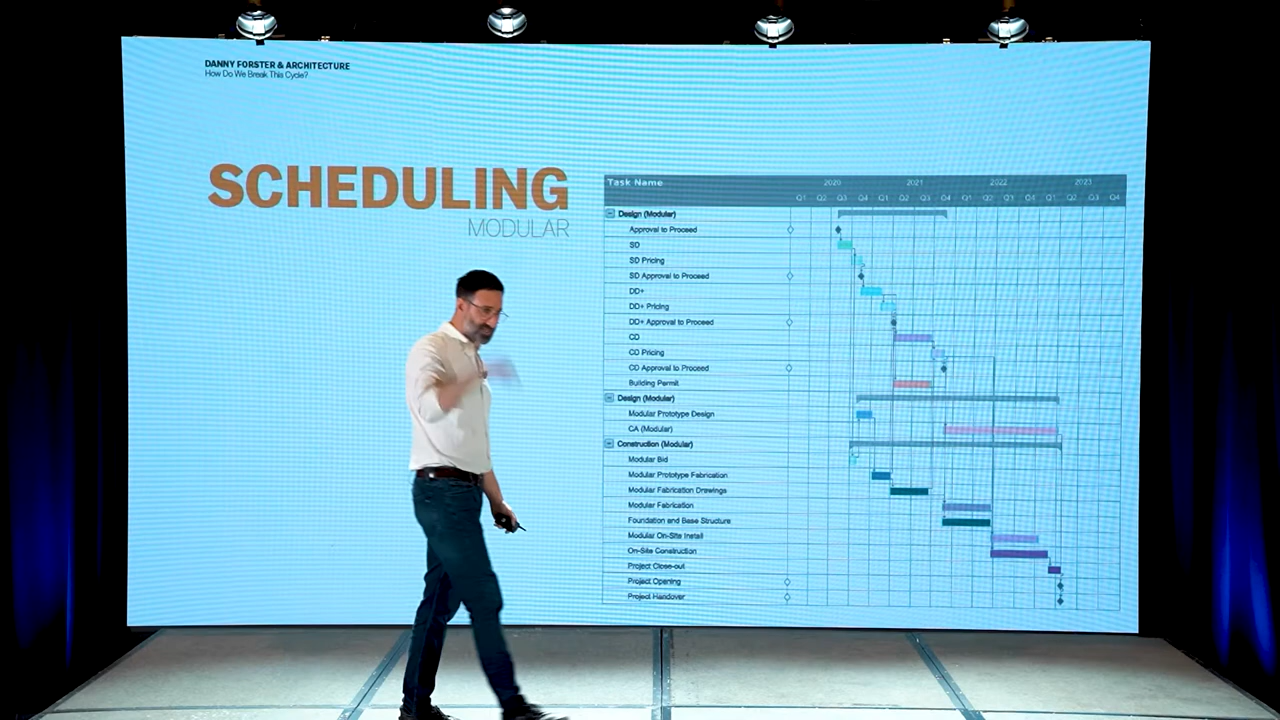 DANNY FORSTER & ARCHITECTURE
How Do We Break This Cycle?
SCHEDULING
MODULAR
Task Name
2020 2021 2022 2023
Q1 Q2 Q3 Q4 Q1 Q2 Q3 Q4 Q1 Q2 Q3 Q4 Q1 Q2 Q3 Q4
Design (Modular)
Approval to Proceed
SD
SD Pricing
SD Approval to Proceed
DD+
DD+ Pricing
DD+ Approval to Proceed
CD
CD Pricing
CD Approval to Proceed
Building Permit
Design (Modular)
Modular Prototype Design
CA (Modular)
Construction (Modular)
Modular Bid
Modular Prototype Fabrication
Modular Fabrication Drawings
Modular Fabrication
Foundation and Base Structure
Modular On-Site Install
On-Site Construction
Project Close-out
Project Opening
Project Handover